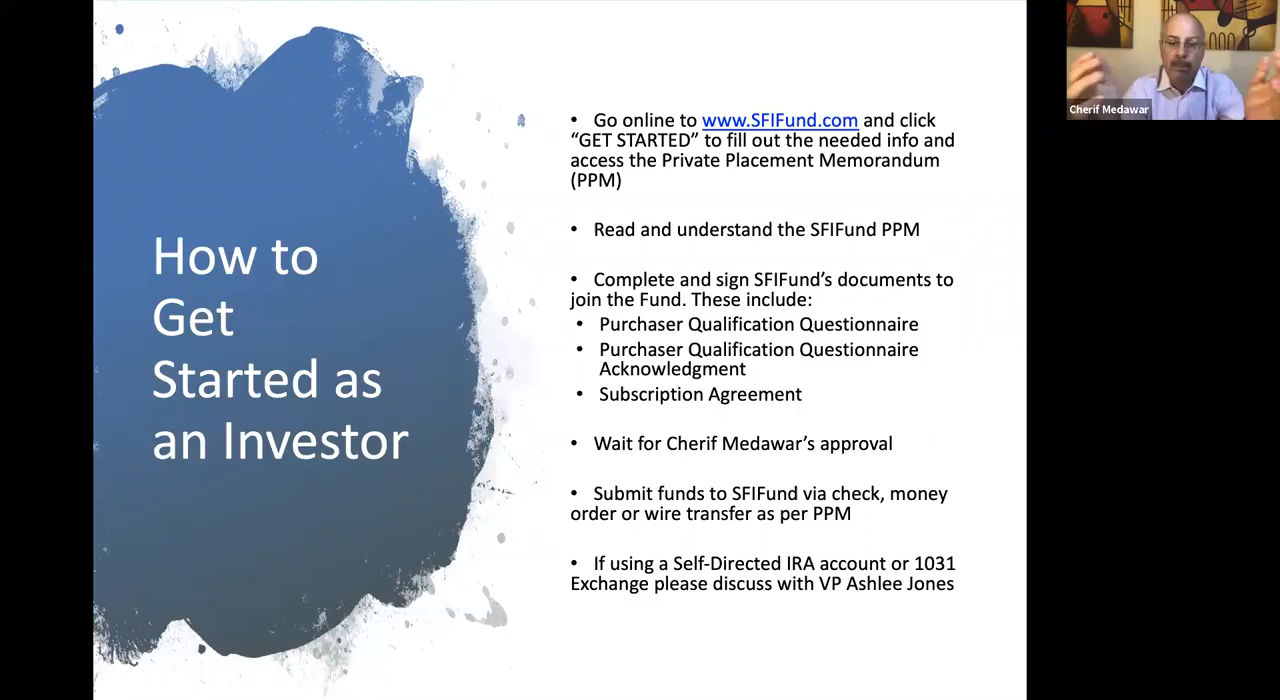 How to
Get
Started as
an Investor
• Go online to www.SFIFund.com and click
“GET STARTED” to fill out the needed info and
access the Private Placement Memorandum
(PPM)
• Read and understand the SFIFund PPM
• Complete and sign SFIFund’s documents to
join the Fund. These include:
• Purchaser Qualification Questionnaire
• Purchaser Qualification Questionnaire
Acknowledgment
• Subscription Agreement
• Wait for Cherif Medawar’s approval
• Submit funds to SFIFund via check, money
order or wire transfer as per PPM
• If using a Self-Directed IRA account or 1031
Exchange please discuss with VP Ashlee Jones
Cherif Medawar